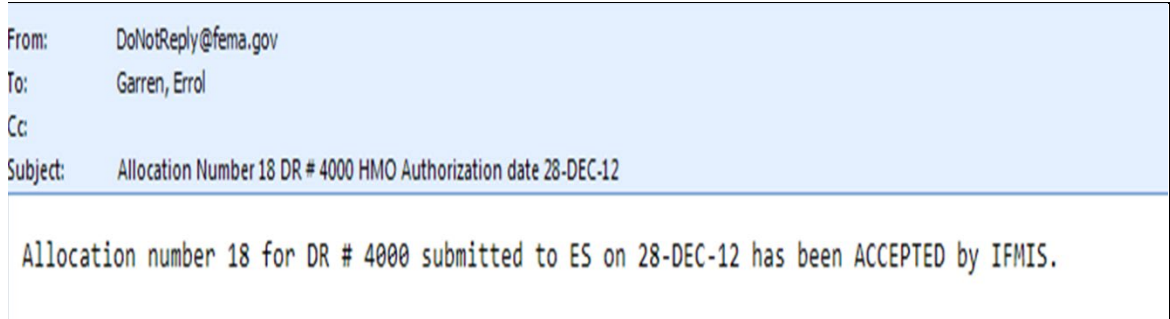 From: DoNotReply@fema.gov
To: Garren, Errol
Cc:
Subject: Allocation Number 18 DR # 4000 HMO Authorization date 28-DEC-12
Allocation number 18 for DR # 4000 submitted to ES on 28-DEC-12 has been ACCEPTED by IFMIS.